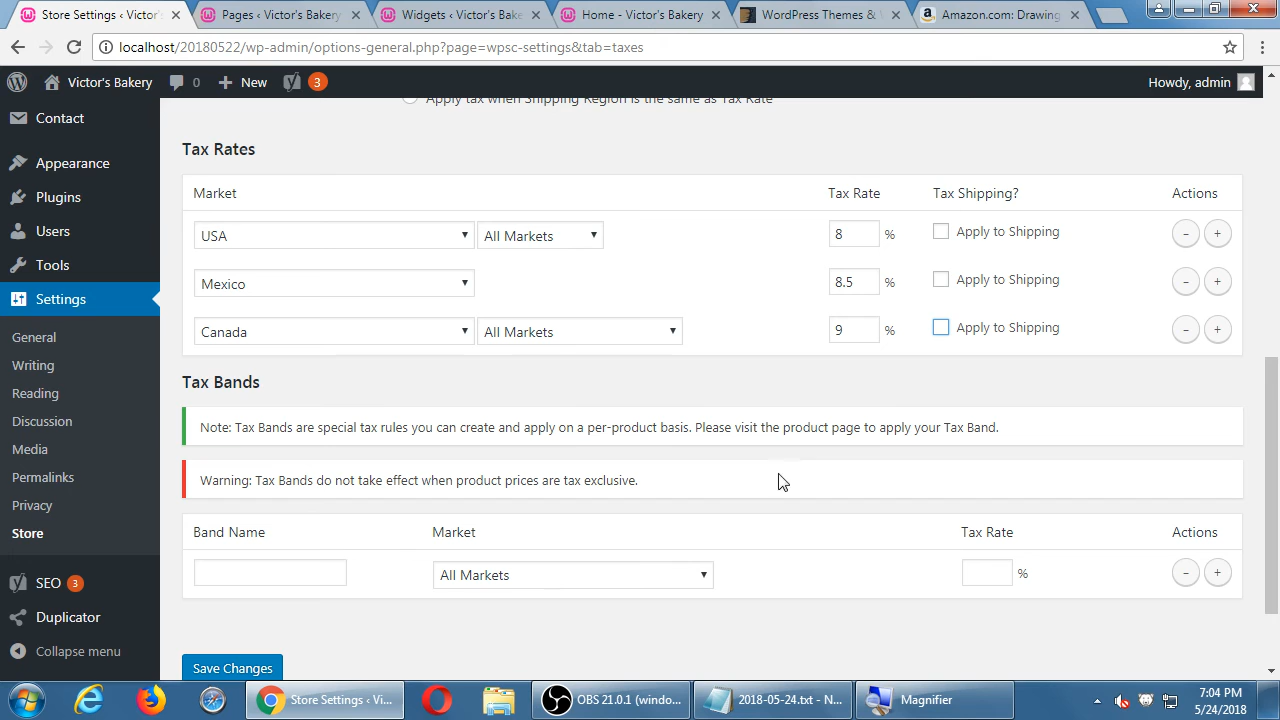 Store Settings ‹ Victor's
Pages ‹ Victor's Bakery
Widgets ‹ Victor's Bake
Home - Victor's Bakery
WordPress Themes &
Amazon.com: Drawing
localhost/20180522/wp-admin/options-general.php?page=wpsc-settings&tab=taxes
Victor's Bakery
0
New
3
Howdy, admin
Contact
Appearance
Plugins
Users
Tools
Settings
General
Writing
Reading
Discussion
Media
Permalinks
Privacy
Store
SEO 3
Duplicator
Collapse menu
Apply tax when Shipping Region is the same as Tax Rate
Tax Rates
Market Tax Rate Tax Shipping? Actions
USA All Markets 8 % Apply to Shipping - +
Mexico 8.5 % Apply to Shipping - +
Canada All Markets 9 % Apply to Shipping - +
Tax Bands
Note: Tax Bands are special tax rules you can create and apply on a per-product basis. Please visit the product page to apply your Tax Band.
Warning: Tax Bands do not take effect when product prices are tax exclusive.
Band Name Market Tax Rate Actions
All Markets % - +
Save Changes
Store Settings ‹ Vi...
OBS 21.0.1 (windo...
2018-05-24.txt - N...
Magnifier
7:04 PM
5/24/2018